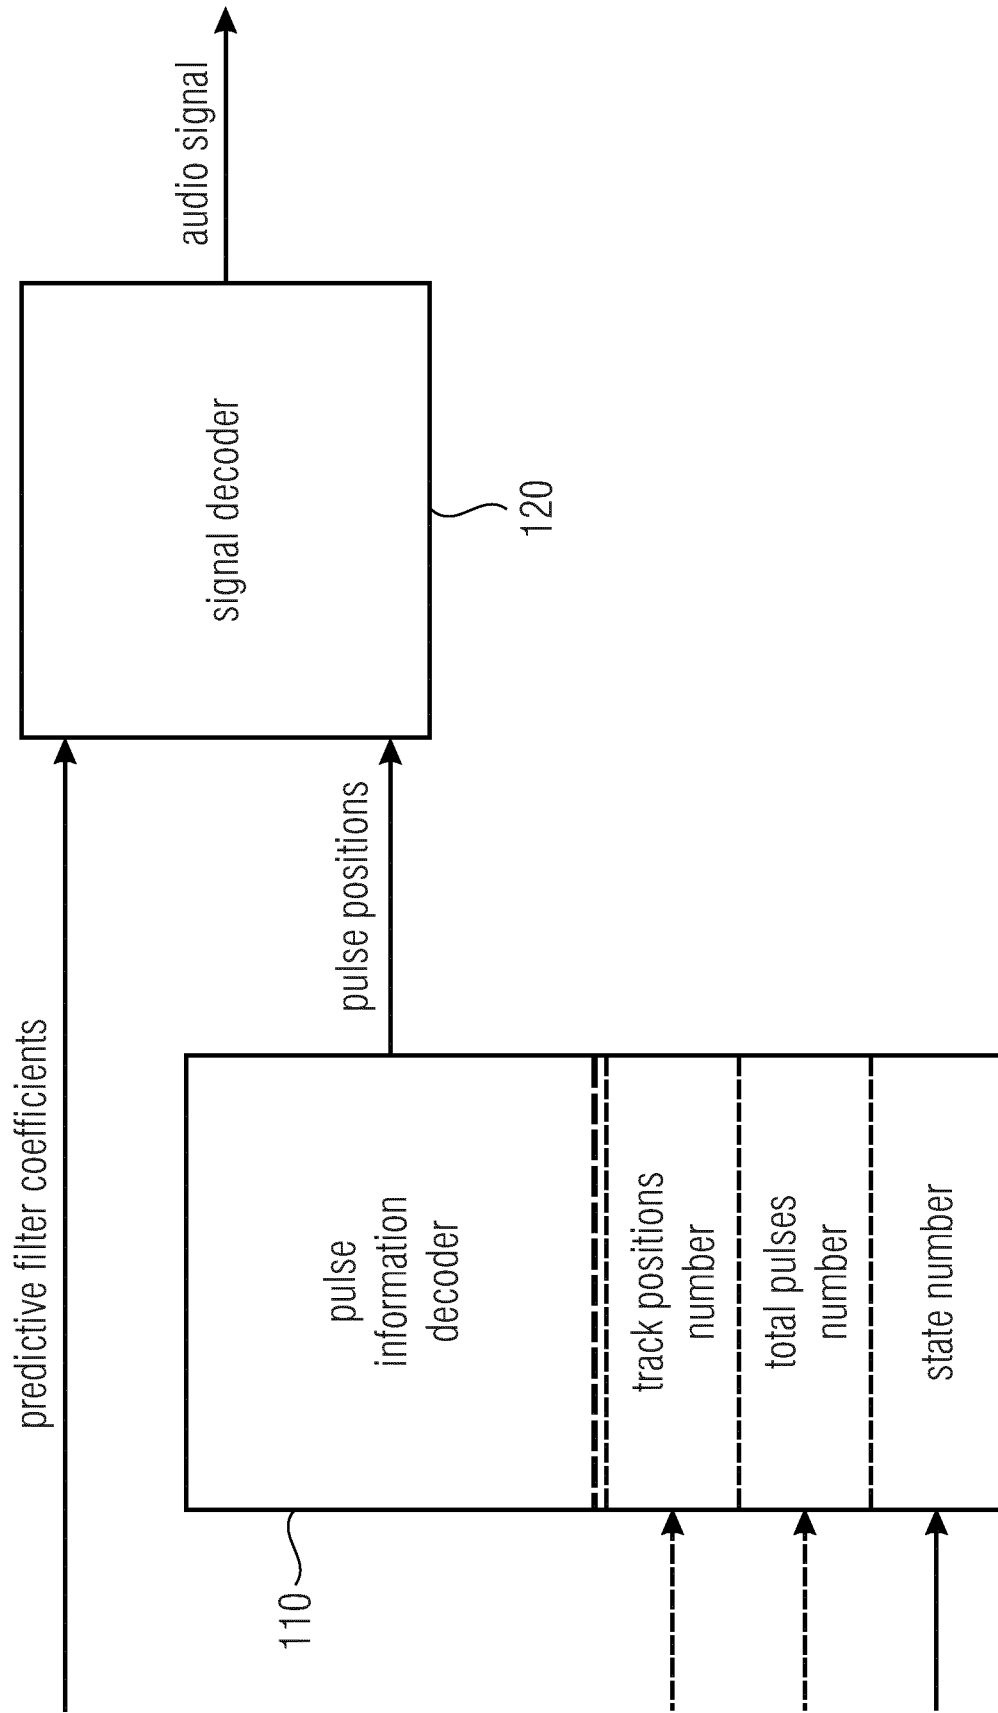 predictive filter coefficients
audio signal
signal decoder
120
pulse positions
110
pulse
information
decoder
track positions
number
total pulses
number
state number